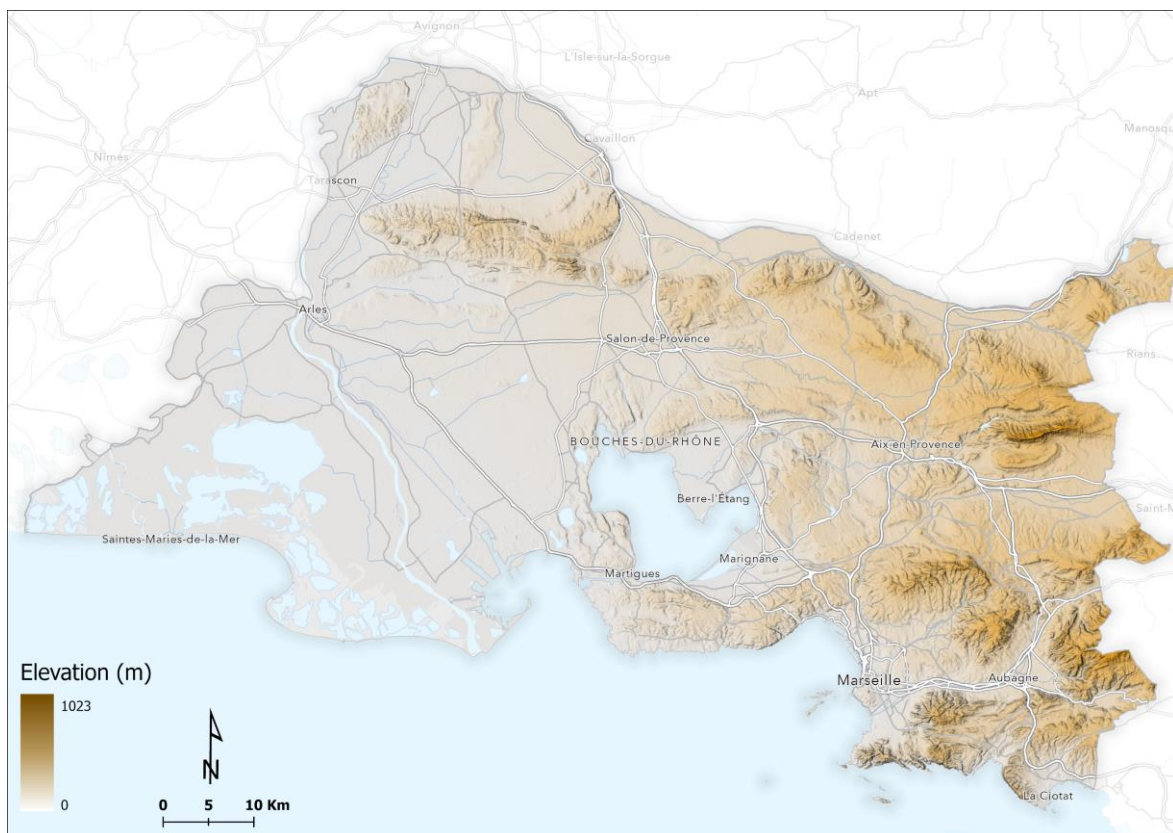 Avignon
L'Isle-sur-la-Sorgue
Apt
Manosq
Nîmes
Cavaillon
Tarascon
Cadenet
Arles
Salon-de-Provence
Rians
BOUCHES-DU-RHÔNE
Aix-en-Provence
Berre-l'Étang
Saint-M
Saintes-Maries-de-la-Mer
Marignane
Martigues
Elevation (m)
Marseille
Aubagne
1023
N
La Ciotat
0
0 5 10 Km